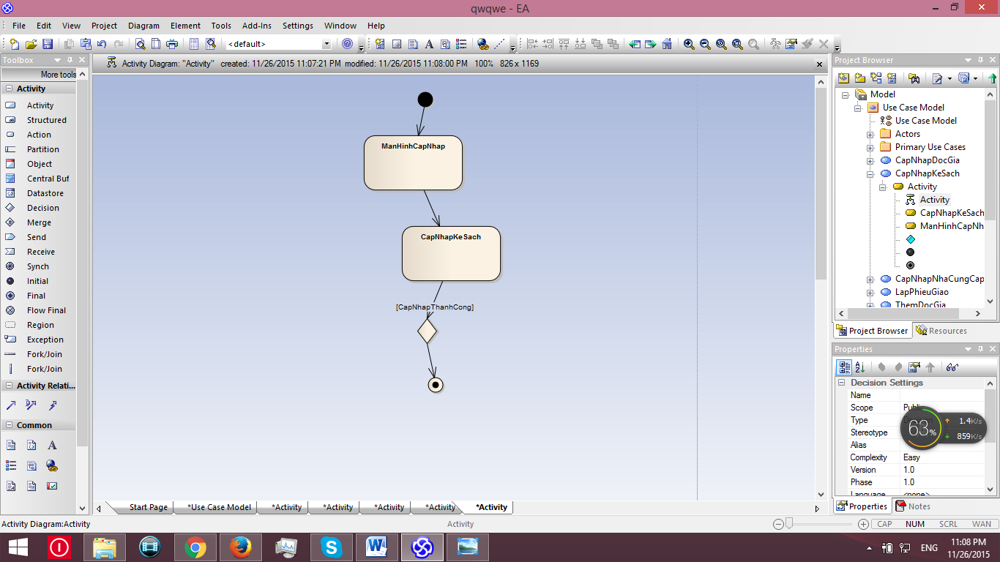 qwqwe - EA
File Edit View Project Diagram Element Tools Add-Ins Settings Window Help
<default>
Toolbox
More tools
Activity
Activity
Structured
Action
Partition
Object
Central Buf
Datastore
Decision
Merge
Send
Receive
Synch
Initial
Final
Flow Final
Region
Exception
Fork/Join
Fork/Join
Activity Relati...
Common
Activity Diagram: "Activity" created: 11/26/2015 11:07:21 PM modified: 11/26/2015 11:08:00 PM 100% 826 x 1169
ManHinhCapNhap
CapNhapKeSach
[CapNhapThanhCong]
Start Page *Use Case Model *Activity *Activity *Activity *Activity *Activity
Project Browser
Model
Use Case Model
Use Case Model
Actors
Primary Use Cases
CapNhapDocGia
CapNhapKeSach
Activity
Activity
CapNhapKeSach
ManHinhCapNh
CapNhapNhaCungCap
LapPhieuGiao
ThemDocGia
Project Browser Resources
Properties
Decision Settings
Name
Scope Public
Type
Stereotype
Alias
Complexity Easy
Version 1.0
Phase 1.0
Language <none>
63%
1.4K/s
859K/s
Properties Notes
Activity Diagram:Activity Activity CAP NUM SCRL WAN
ENG 11:08 PM
11/26/2015